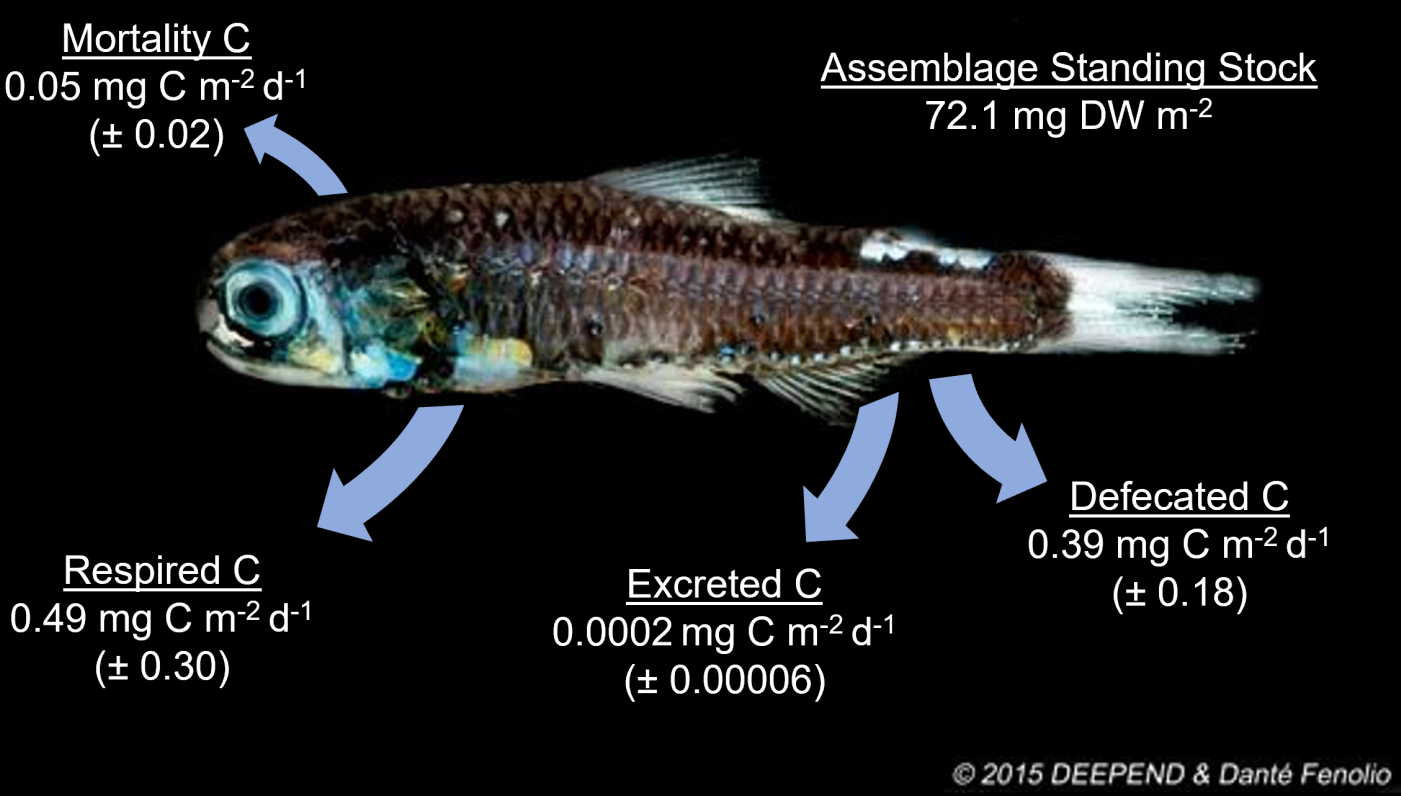 Mortality C
0.05 mg C m⁻² d⁻¹
(± 0.02)
Assemblage Standing Stock
72.1 mg DW m⁻²
Respired C
0.49 mg C m⁻² d⁻¹
(± 0.30)
Excreted C
0.0002 mg C m⁻² d⁻¹
(± 0.00006)
Defecated C
0.39 mg C m⁻² d⁻¹
(± 0.18)
© 2015 DEEPEND & Danté Fenolio